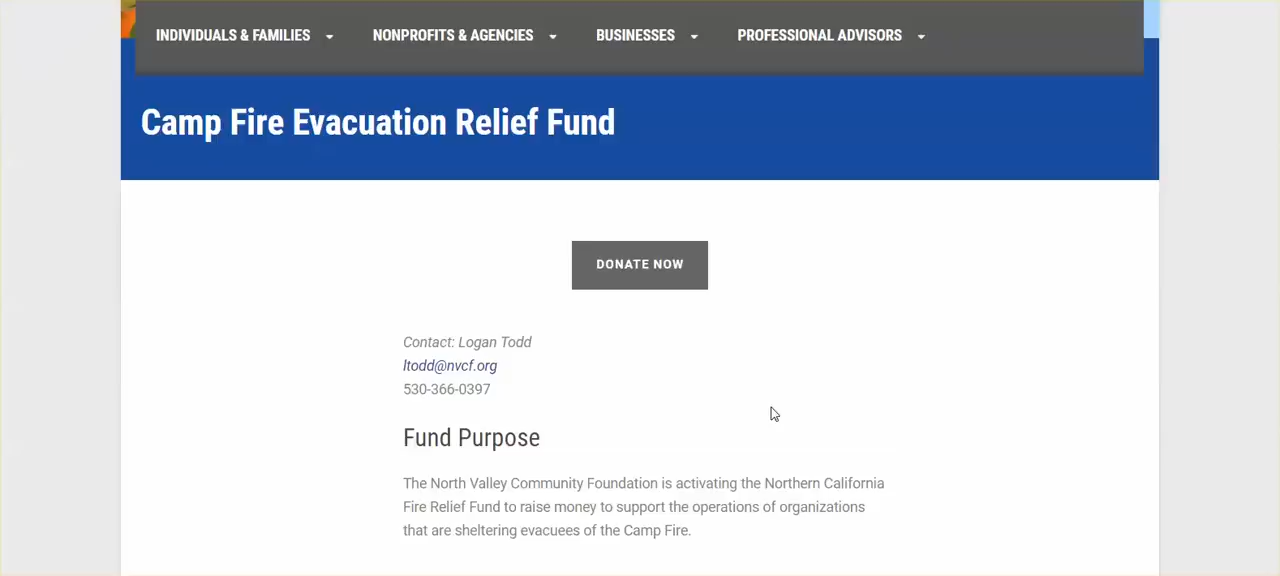 INDIVIDUALS & FAMILIES NONPROFITS & AGENCIES BUSINESSES PROFESSIONAL ADVISORS
Camp Fire Evacuation Relief Fund
DONATE NOW
Contact: Logan Todd
ltodd@nvcf.org
530-366-0397
Fund Purpose
The North Valley Community Foundation is activating the Northern California
Fire Relief Fund to raise money to support the operations of organizations
that are sheltering evacuees of the Camp Fire.